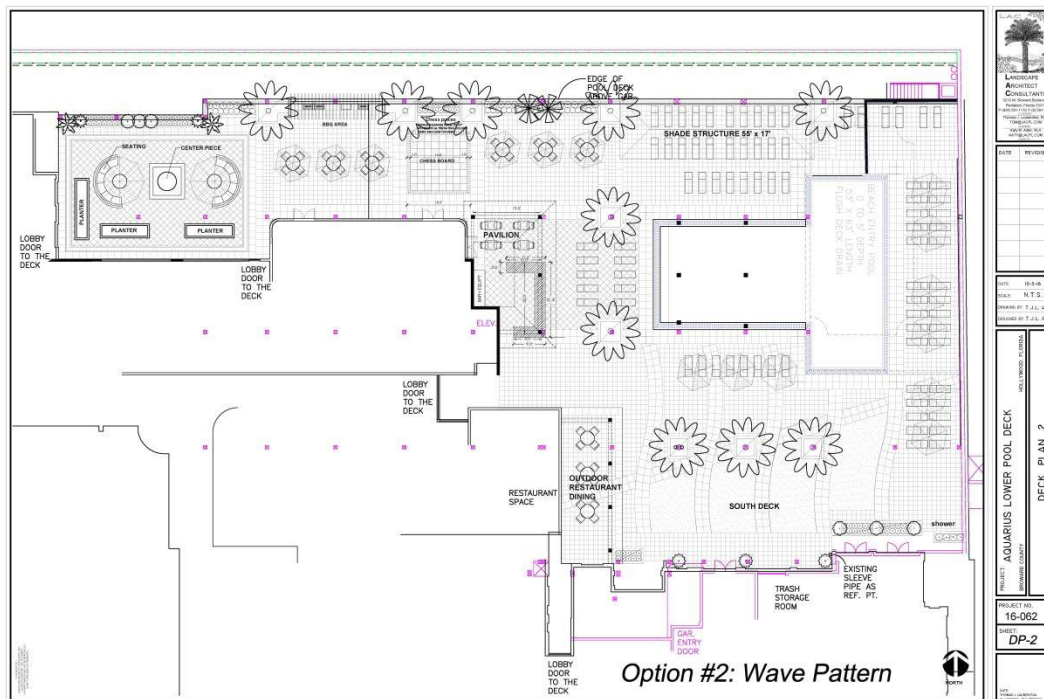 EDGE OF
POOL DECK
ABOVE GAR.
BBQ AREA
SHADE STRUCTURE 55' x 17'
CHESS BOARD
SEATING
CENTER PIECE
PLANTER
PLANTER
PLANTER
PAVILION
BEACH ENTRY POOL
0 TO 5' DEPTH
FLUSH DECK DRAIN
LOBBY
DOOR
TO THE
DECK
LOBBY
DOOR
TO THE
DECK
ELEV.
LOBBY
DOOR
TO THE
DECK
RESTAURANT
SPACE
OUTDOOR
RESTAURANT
DINING
SOUTH DECK
shower
EXISTING
SLEEVE
PIPE AS
REF. PT.
TRASH
STORAGE
ROOM
GAR.
ENTRY
DOOR
LOBBY
DOOR
TO THE
DECK
Option #2: Wave Pattern
NORTH
LANDSCAPE
ARCHITECT
CONSULTANTS
DATE REVISION
DATE:
SCALE: N.T.S.
PROJECT: AQUARIUS LOWER POOL DECK
BROWARD COUNTY HOLLYWOOD, FLORIDA
DECK PLAN 2
PROJECT NO.
16-062
SHEET:
DP-2